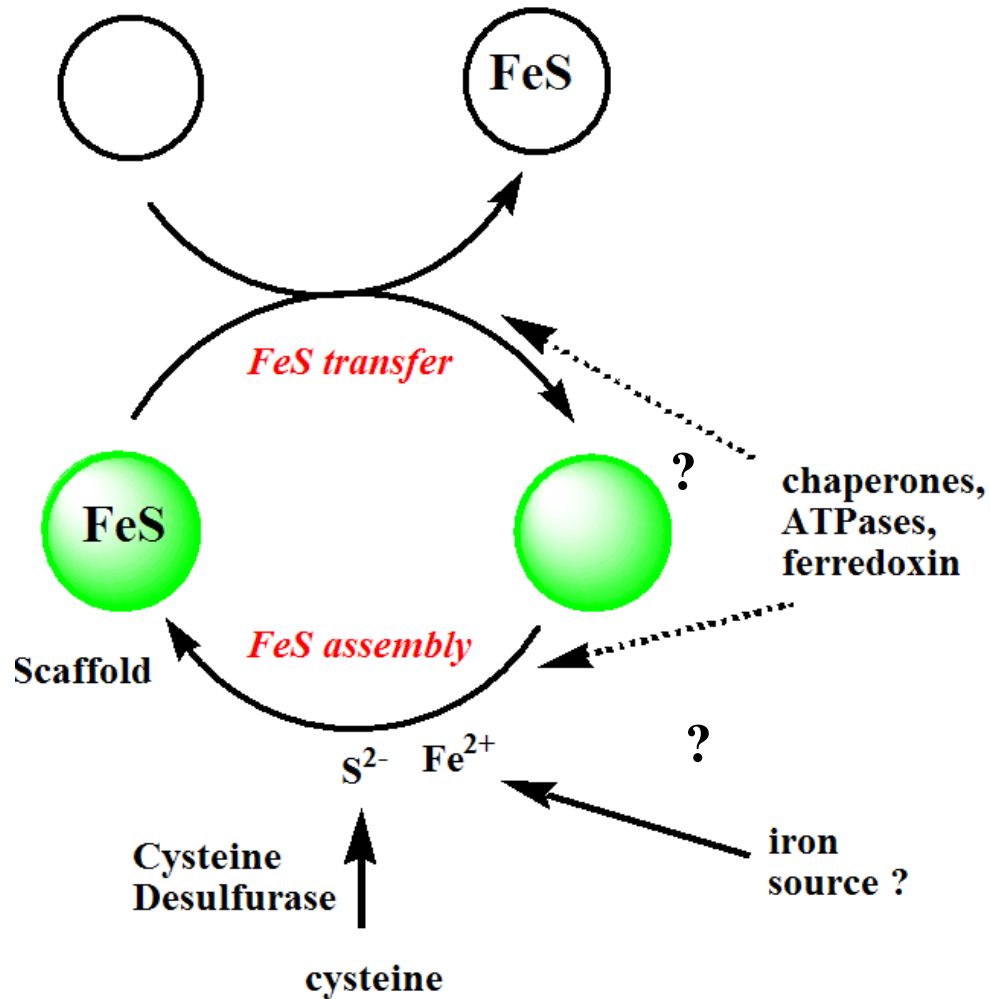 FeS
FeS transfer
?
chaperones,
ATPases,
ferredoxin
FeS
FeS assembly
Scaffold
S²⁻ Fe²⁺
?
Cysteine
Desulfurase
iron
source ?
cysteine